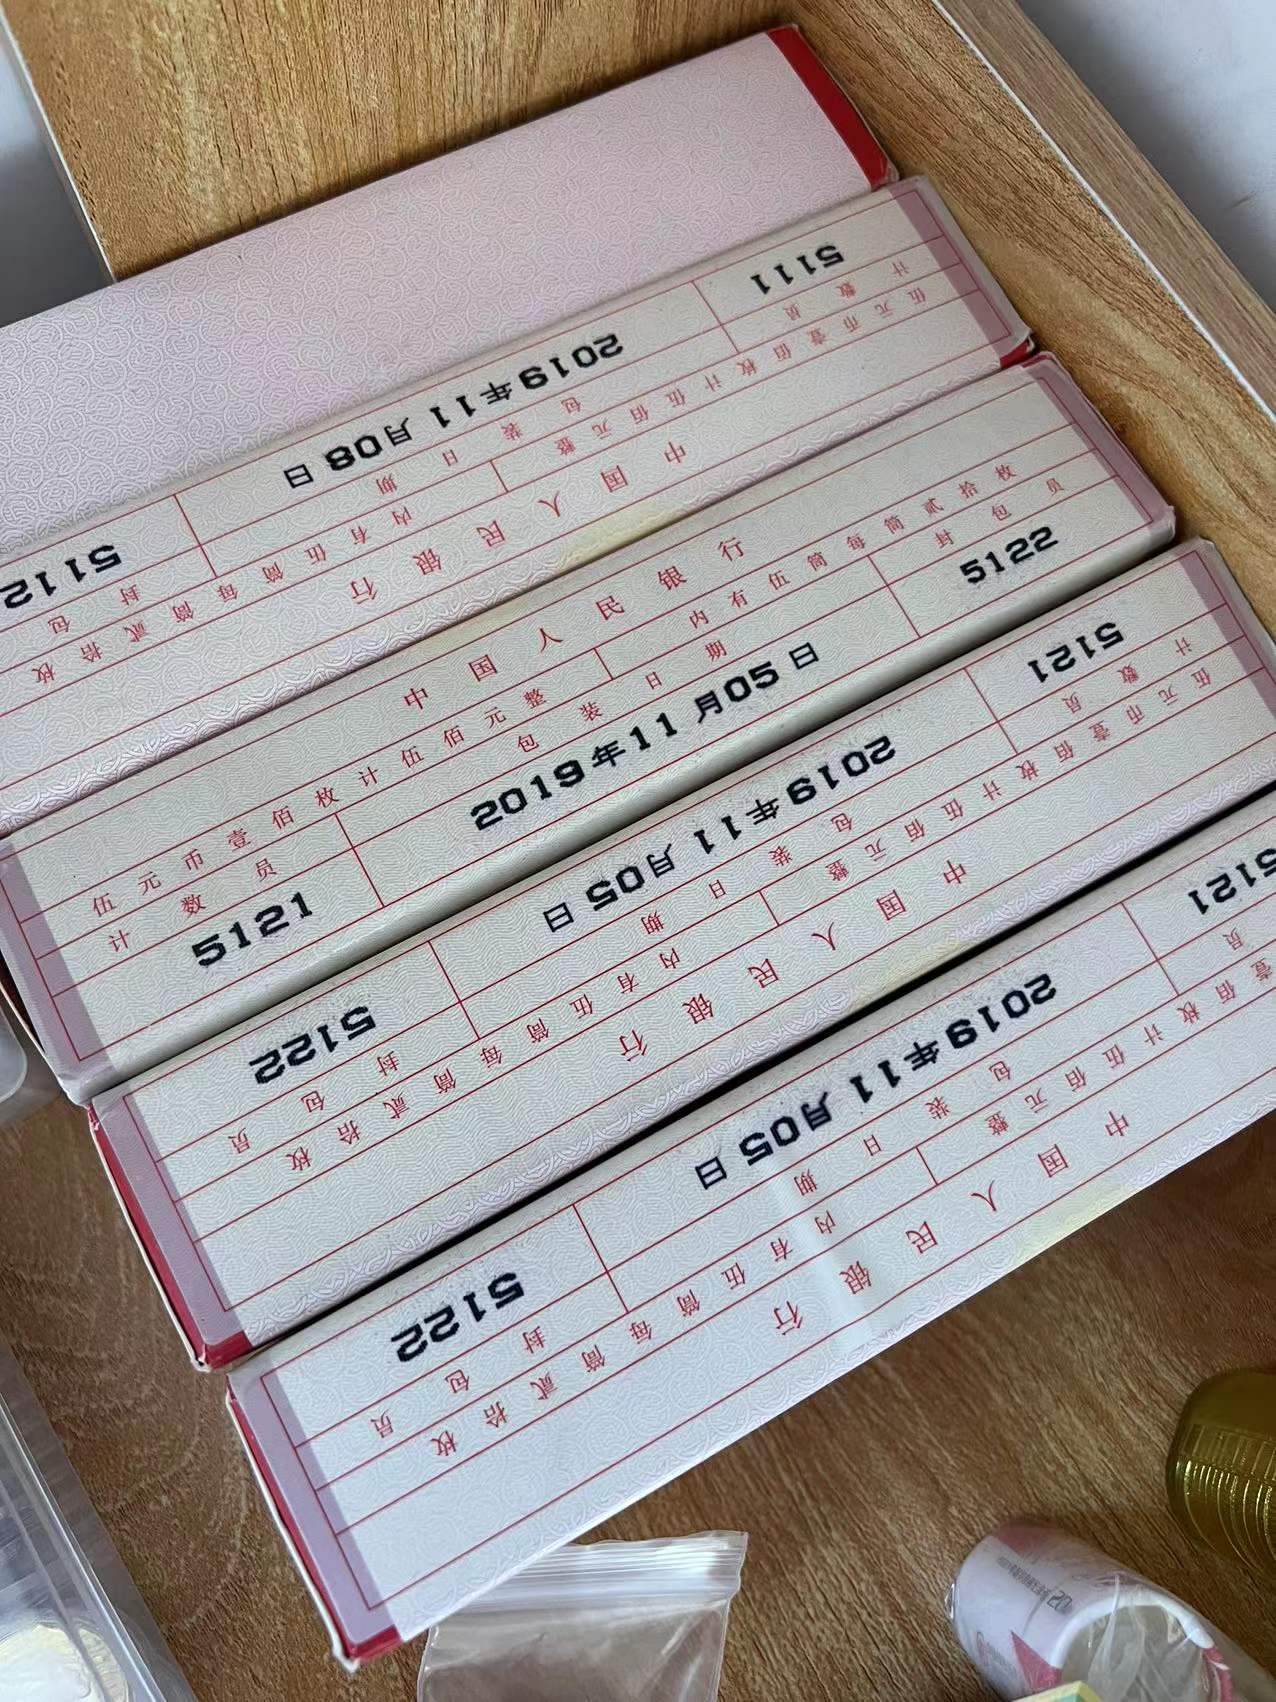 中国人民银行
伍元币壹佰枚计伍佰元整 内有伍筒每筒贰拾枚
计数员 包装日期 封包
5111 2019年11月08日 5112
中国人民银行
伍元币壹佰枚计伍佰元整 内有伍筒每筒贰拾枚
计数员 包装日期 封包员
5121 2019年11月05日 5122
中国人民银行
伍元币壹佰枚计伍佰元整 内有伍筒每筒贰拾枚
计数员 包装日期 封包员
5121 2019年11月05日 5122
中国人民银行
壹佰枚计伍佰元整 内有伍筒每筒贰拾枚
员 包装日期 封包员
5121 2019年11月05日 5122